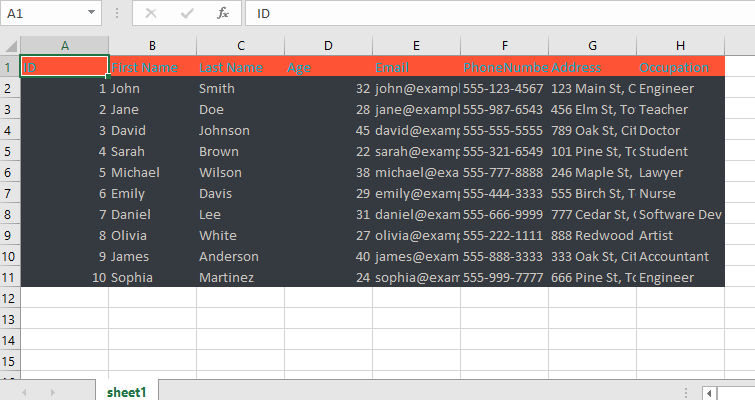 A1 fx ID
A B C D E F G H
1 ID First Name Last Name Age Email PhoneNumbe Address Occupation
2 1 John Smith 32 john@exampl 555-123-4567 123 Main St, C Engineer
3 2 Jane Doe 28 jane@exampl 555-987-6543 456 Elm St, To Teacher
4 3 David Johnson 45 david@examp 555-555-5555 789 Oak St, Cit Doctor
5 4 Sarah Brown 22 sarah@examp 555-321-6549 101 Pine St, To Student
6 5 Michael Wilson 38 michael@exa 555-777-8888 246 Maple St, Lawyer
7 6 Emily Davis 29 emily@examp 555-444-3333 555 Birch St, T Nurse
8 7 Daniel Lee 31 daniel@exam 555-666-9999 777 Cedar St, Software Dev
9 8 Olivia White 27 olivia@exam 555-222-1111 888 Redwood Artist
10 9 James Anderson 40 james@exam 555-888-3333 333 Oak St, Cit Accountant
11 10 Sophia Martinez 24 sophia@exam 555-999-7777 666 Pine St, To Engineer
12
13
14
15
sheet1